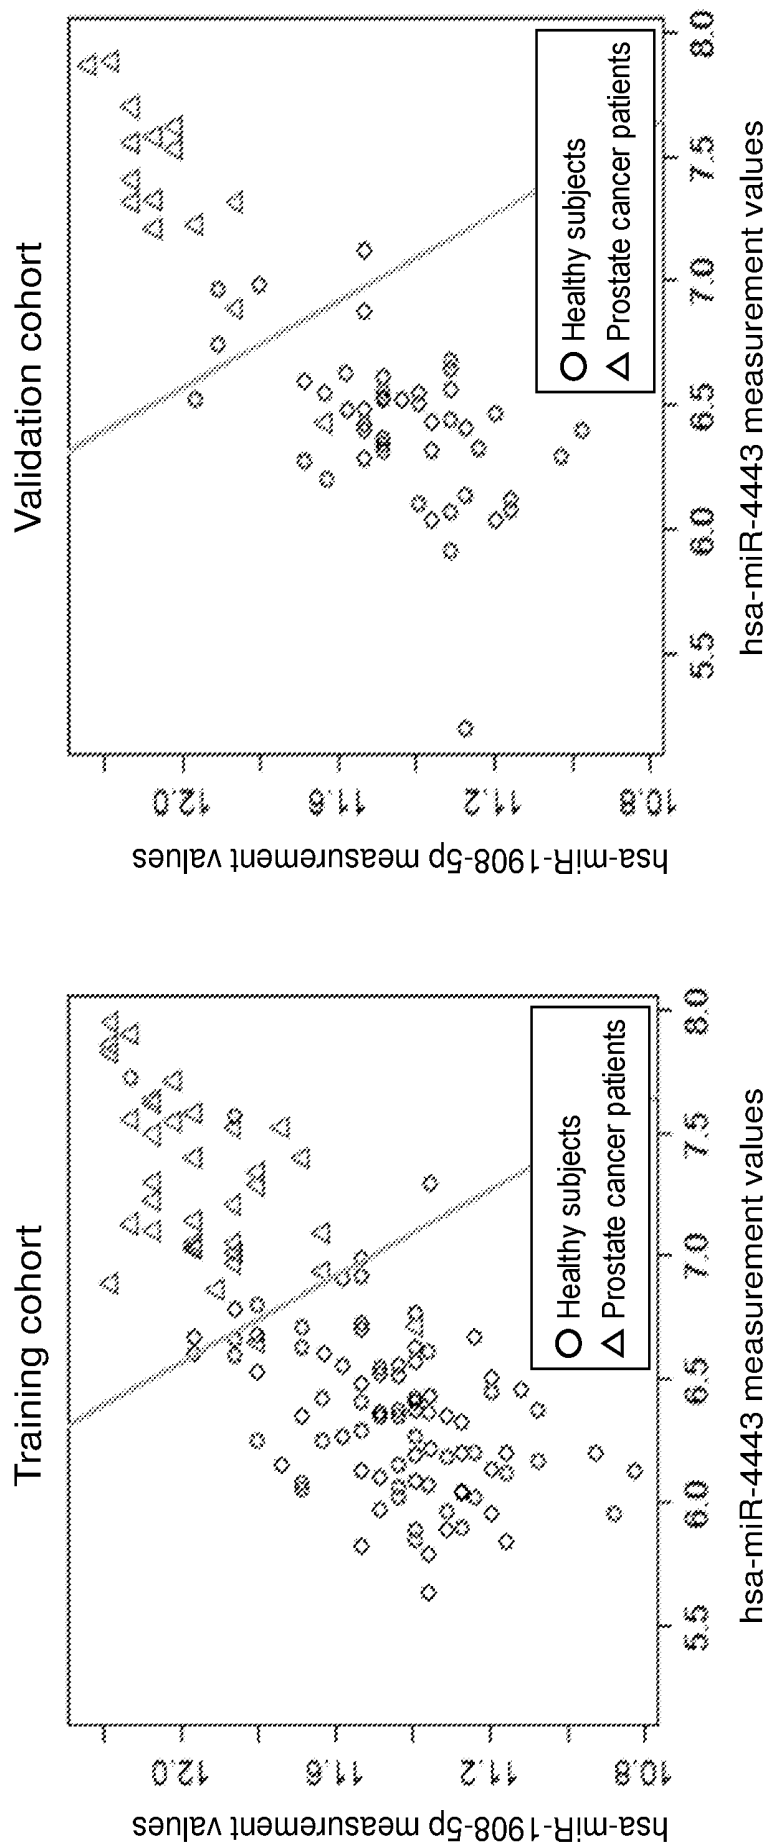 Training cohort
hsa-miR-1908-5p measurement values
12.0
11.6
11.2
10.8
5.5
6.0
6.5
7.0
7.5
8.0
hsa-miR-4443 measurement values
Healthy subjects
Prostate cancer patients
Validation cohort
hsa-miR-1908-5p measurement values
12.0
11.6
11.2
10.8
5.5
6.0
6.5
7.0
7.5
8.0
hsa-miR-4443 measurement values
Healthy subjects
Prostate cancer patients